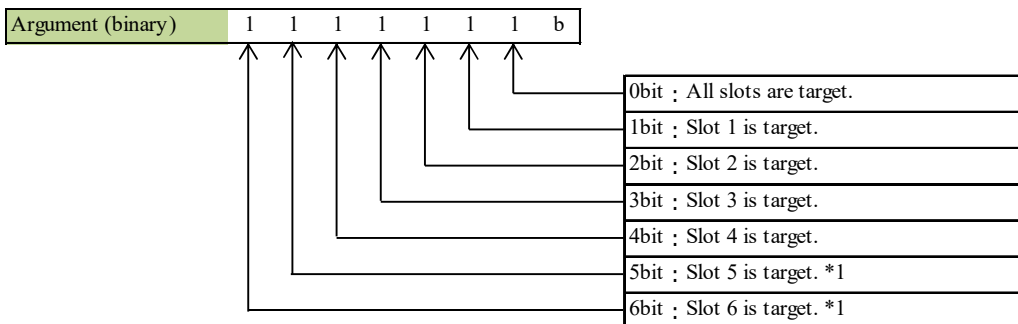 Argument (binary) 1 1 1 1 1 1 1 b
0bit : All slots are target.
1bit : Slot 1 is target.
2bit : Slot 2 is target.
3bit : Slot 3 is target.
4bit : Slot 4 is target.
5bit : Slot 5 is target. *1
6bit : Slot 6 is target. *1